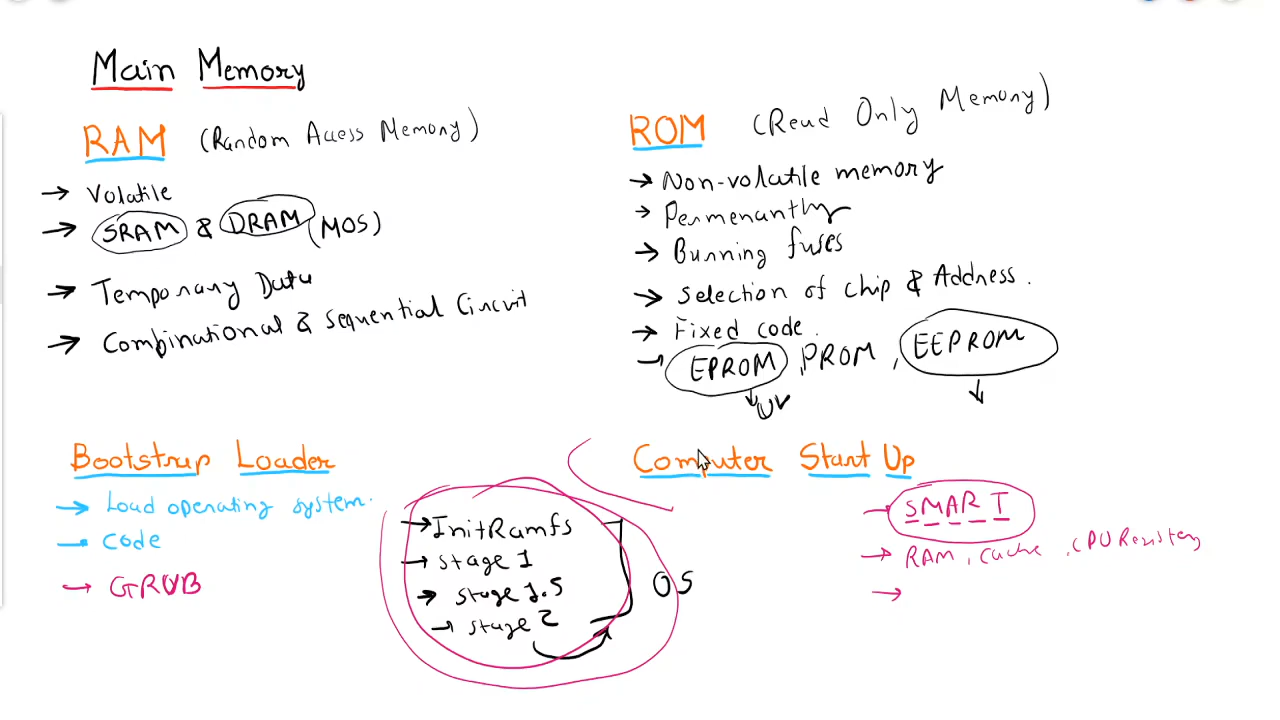 Main Memory
RAM (Random Access Memory)
→ Volatile
→ SRAM & DRAM (MOS)
→ Temporary Data
→ Combinational & Sequential Circuit
ROM (Read Only Memory)
→ Non-volatile memory
→ Permenantly
→ Burning fuses
→ Selection of chip & Address.
→ Fixed code.
→ EPROM, PROM, EEPROM
UV
Bootstrap Loader
→ Load operating system.
→ Code
→ GRUB
→ InitRamfs
→ stage 1
→ stage 1.5
→ stage 2
OS
Computer Start Up
→ SMART
→ RAM, Cache, CPU
→